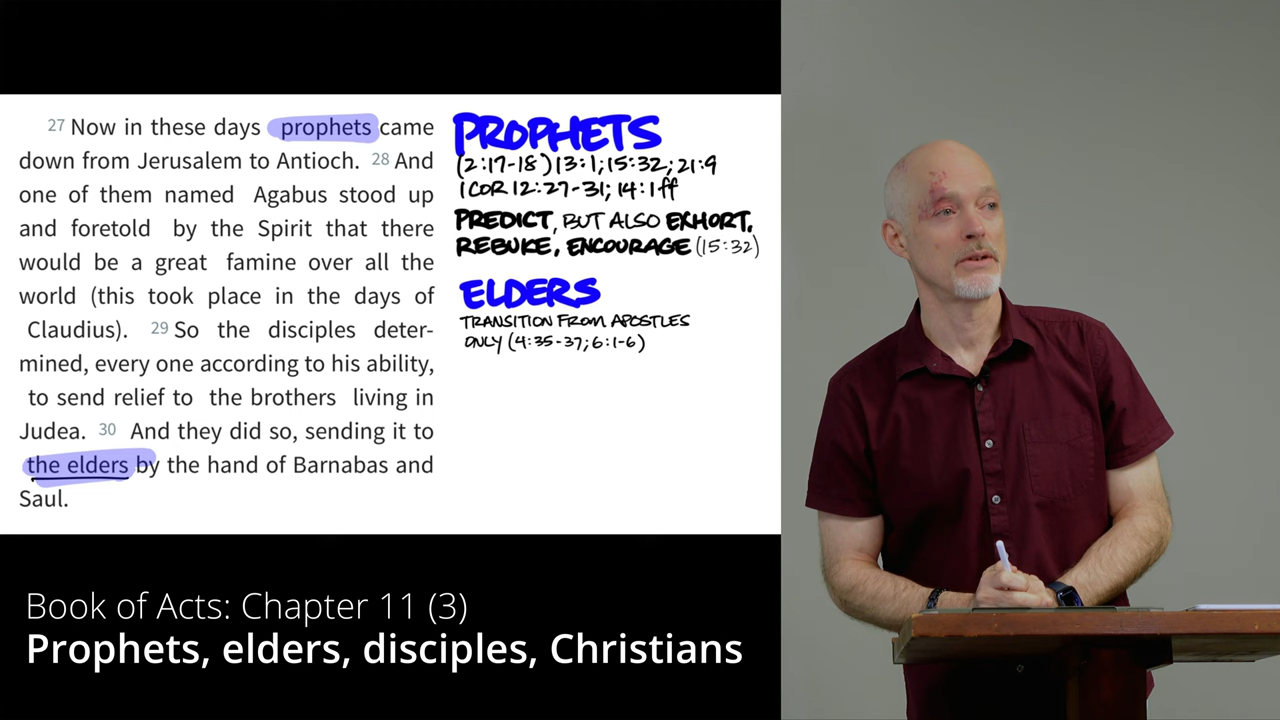 27 Now in these days prophets came
down from Jerusalem to Antioch. 28 And
one of them named Agabus stood up
and foretold by the Spirit that there
would be a great famine over all the
world (this took place in the days of
Claudius). 29 So the disciples deter-
mined, every one according to his ability,
to send relief to the brothers living in
Judea. 30 And they did so, sending it to
the elders by the hand of Barnabas and
Saul.
PROPHETS
(2:17-18) 13:1; 15:32; 21:9
1 COR 12:27-31; 14:1ff
PREDICT, BUT ALSO EXHORT,
REBUKE, ENCOURAGE (15:32)
ELDERS
TRANSITION FROM APOSTLES
ONLY (4:35-37; 6:1-6)
Book of Acts: Chapter 11 (3)
Prophets, elders, disciples, Christians